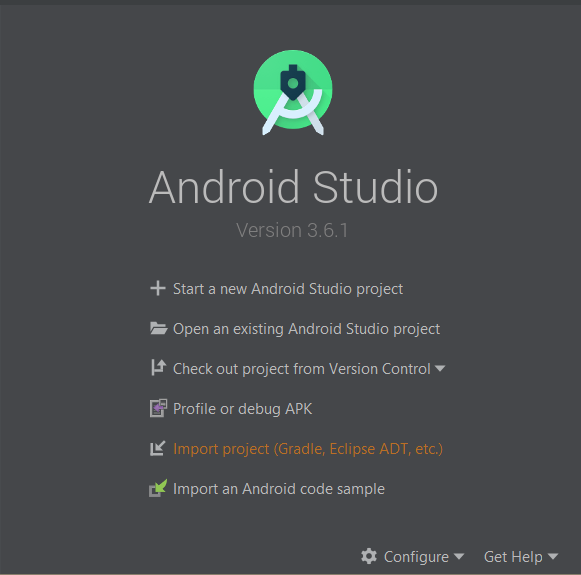 Android Studio
Version 3.6.1
Start a new Android Studio project
Open an existing Android Studio project
Check out project from Version Control
Profile or debug APK
Import project (Gradle, Eclipse ADT, etc.)
Import an Android code sample
Configure Get Help